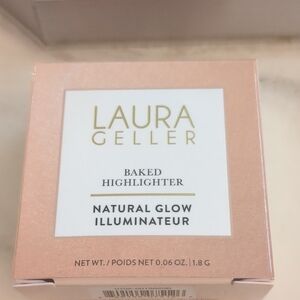 LAURA
GELLER
BAKED
HIGHLIGHTER
NATURAL GLOW
ILLUMINATEUR
NET WT. / POIDS NET 0.06 OZ. | 1.8 G